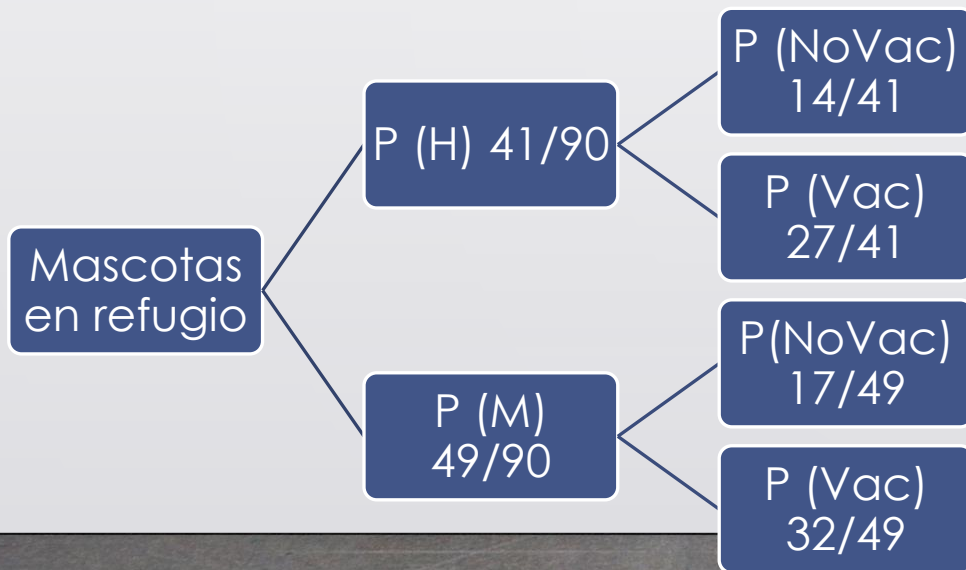 Mascotas
en refugio
P (H) 41/90
P (NoVac)
14/41
P (Vac)
27/41
P (M)
49/90
P(NoVac)
17/49
P (Vac)
32/49